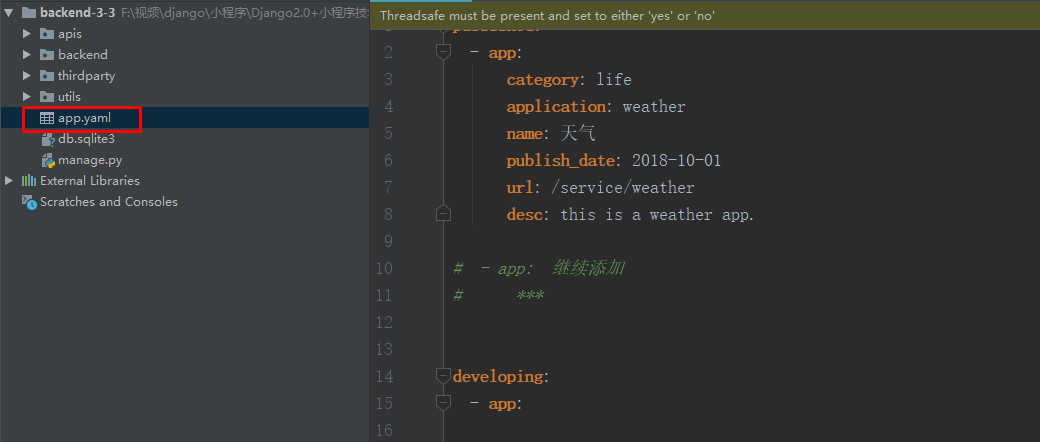 backend-3-3 F:\视频\django\小程序\Django2.0+小程序技
apis
backend
thirdparty
utils
app.yaml
db.sqlite3
manage.py
External Libraries
Scratches and Consoles
Threadsafe must be present and set to either 'yes' or 'no'
2 - app:
3 category: life
4 application: weather
5 name: 天气
6 publish_date: 2018-10-01
7 url: /service/weather
8 desc: this is a weather app.
9
10 # - app: 继续添加
11 # ***
12
13
14 developing:
15 - app:
16